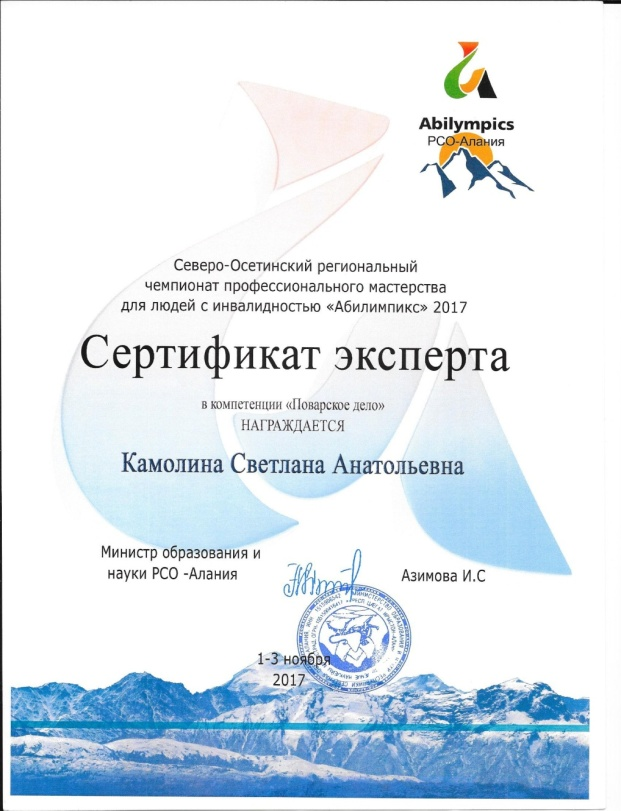 Abilympics
РСО-Алания
Северо-Осетинский региональный
чемпионат профессионального мастерства
для людей с инвалидностью «Абилимпикс» 2017
Сертификат эксперта
в компетенции «Поварское дело»
НАГРАЖДАЕТСЯ
Камолина Светлана Анатольевна
Министр образования и
науки РСО -Алания
Азимова И.С
1-3 ноября
2017